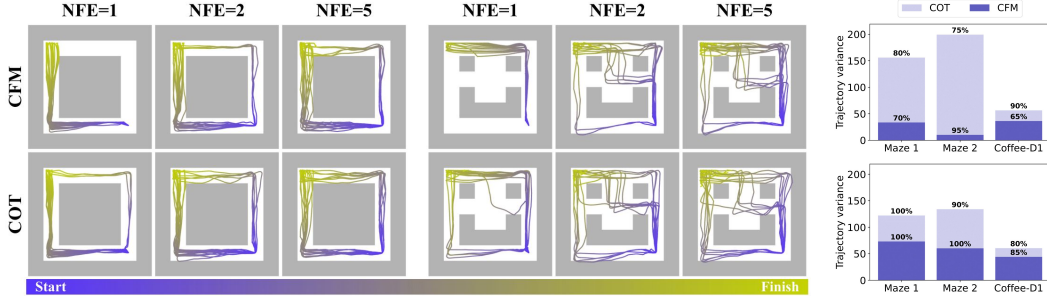 NFE=1 NFE=2 NFE=5 NFE=1 NFE=2 NFE=5
CFM
COT
Start Finish
COT CFM
Trajectory variance
200
150
100
50
0
80%
70%
75%
95%
90%
65%
Maze 1 Maze 2 Coffee-D1
Trajectory variance
200
150
100
50
0
100%
100%
90%
100%
80%
85%
Maze 1 Maze 2 Coffee-D1